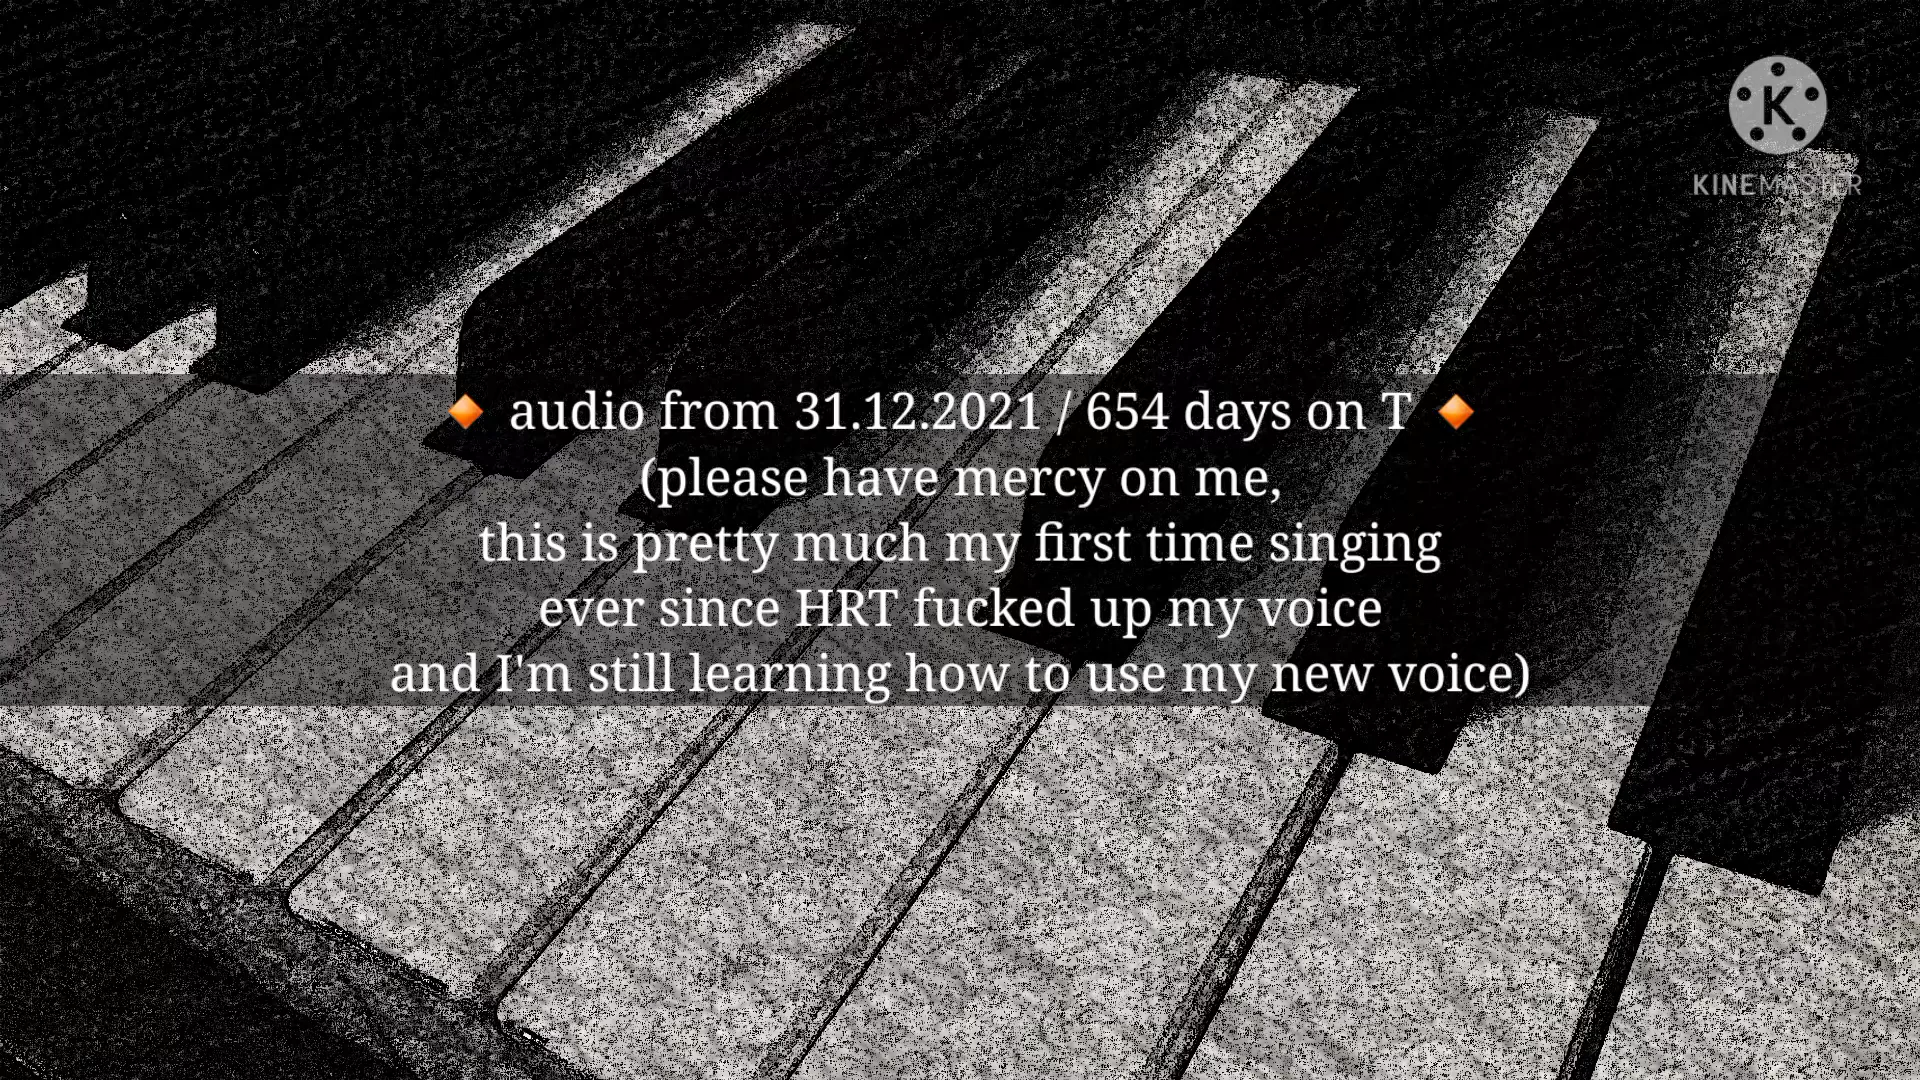 🔸 audio from 31.12.2021 / 654 days on T 🔸
(please have mercy on me,
this is pretty much my first time singing
ever since HRT fucked up my voice
and I'm still learning how to use my new voice)
K
KINEMASTER